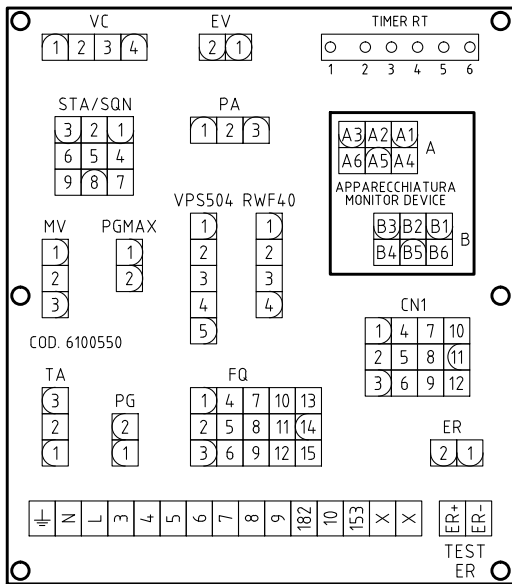 VC EV TIMER RT
1 2 3 4 2 1
1 2 3 4 5 6
STA/SQN PA
3 2 1 1 2 3
6 5 4
9 8 7
A3 A2 A1 A
A6 A5 A4
APPARECCHIATURA
MONITOR DEVICE
B3 B2 B1 B
B4 B5 B6
VPS504 RWF40
1 1
2 2
3 3
4 4
5
MV PGMAX
1 1
2 2
3
CN1
1 4 7 10
2 5 8 11
3 6 9 12
COD. 6100550
TA PG FQ
3 2
2 1
1
1 4 7 10 13
2 5 8 11 14
3 6 9 12 15
ER
2 1
N L 3 4 5 6 7 8 9 182 10 153 X X ER+ ER-
TEST
ER